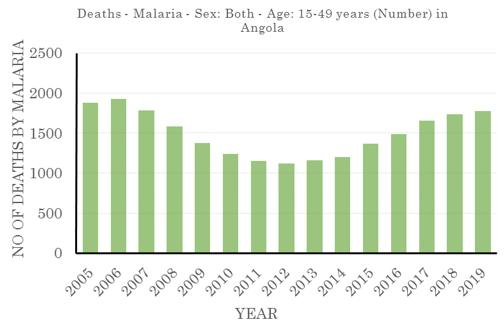 Deaths - Malaria - Sex: Both - Age: 15-49 years (Number) in
Angola
NO OF DEATHS BY MALARIA
2500
2000
1500
1000
500
0
2005 2006 2007 2008 2009 2010 2011 2012 2013 2014 2015 2016 2017 2018 2019
YEAR